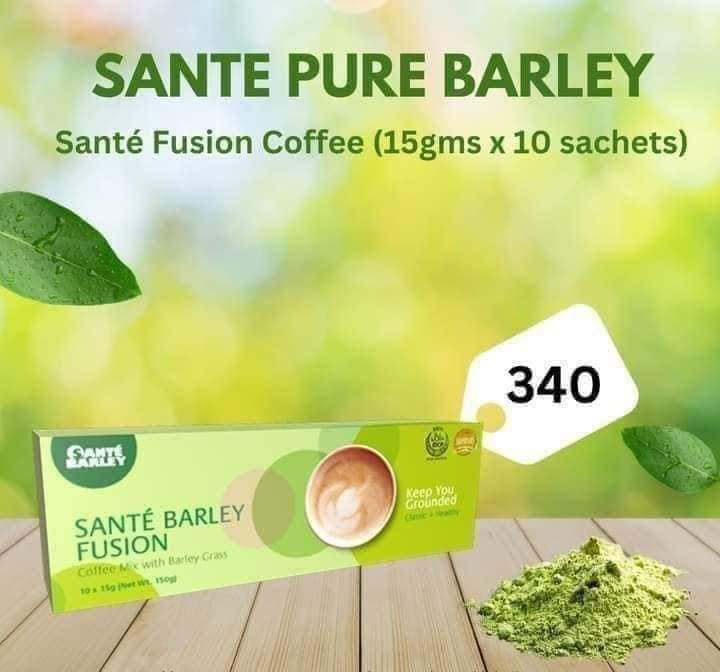 SANTE PURE BARLEY
Santé Fusion Coffee (15gms x 10 sachets)
340
SANTÉ
BARLEY
SANTÉ BARLEY
FUSION
Coffee Mix with Barley Grass
10 x 15g (Net Wt. 150g)
Keep You
Grounded
Classic + Healthy